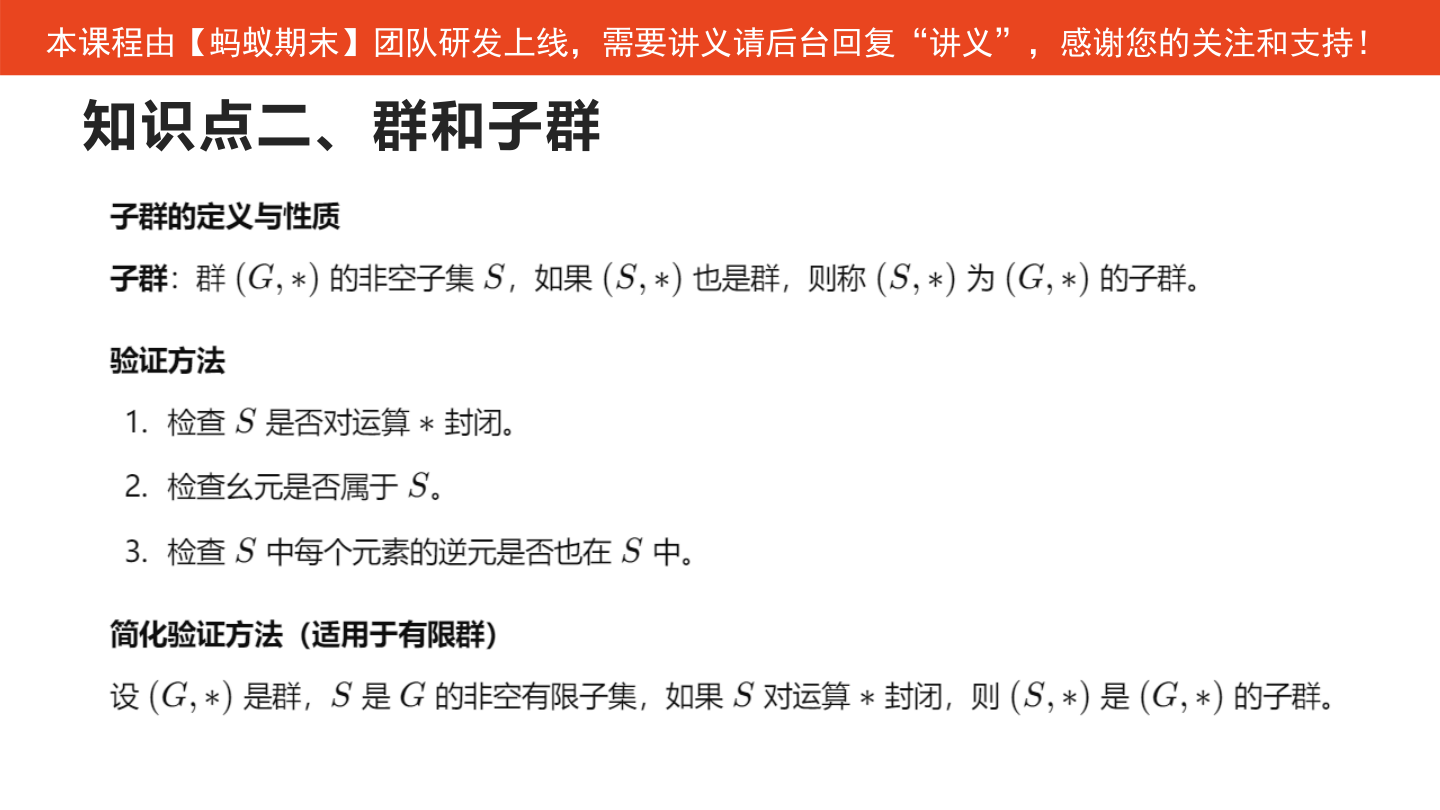 本课程由【蚂蚁期末】团队研发上线，需要讲义请后台回复“讲义”，感谢您的关注和支持！
知识点二、群和子群
子群的定义与性质
子群：群 (G, ∗) 的非空子集 S，如果 (S, ∗) 也是群，则称 (S, ∗) 为 (G, ∗) 的子群。
验证方法
1. 检查 S 是否对运算 ∗ 封闭。
2. 检查幺元是否属于 S。
3. 检查 S 中每个元素的逆元是否也在 S 中。
简化验证方法（适用于有限群）
设 (G, ∗) 是群，S 是 G 的非空有限子集，如果 S 对运算 ∗ 封闭，则 (S, ∗) 是 (G, ∗) 的子群。